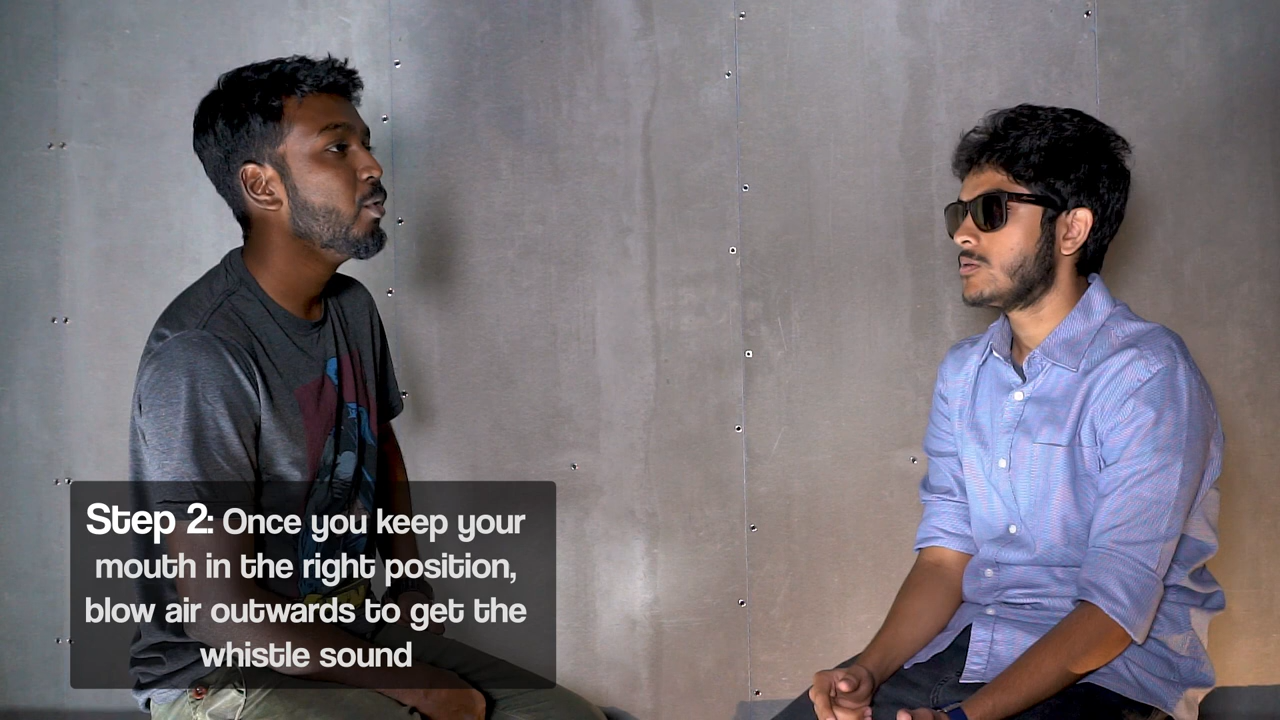 Step 2: Once you keep your
mouth in the right position,
blow air outwards to get the
whistle sound